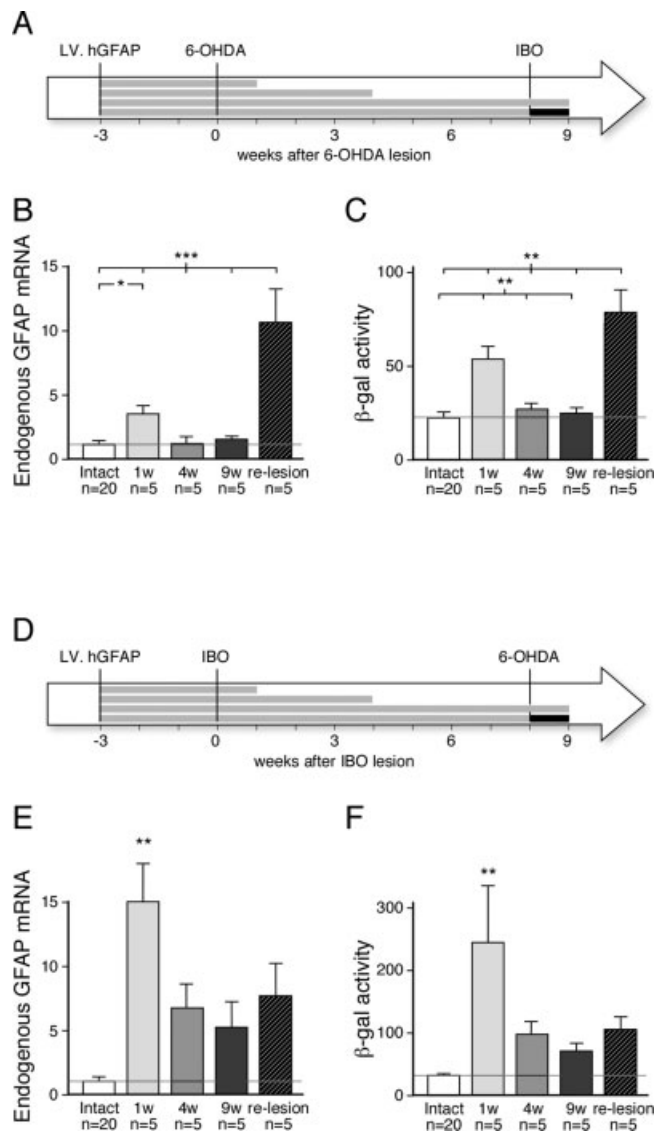 A
LV. hGFAP 6-OHDA IBO
-3 0 3 6 9
weeks after 6-OHDA lesion
B
***
*
Endogenous GFAP mRNA
15
10
5
0
Intact 1w 4w 9w re-lesion
n=20 n=5 n=5 n=5 n=5
C
**
**
β-gal activity
100
50
0
Intact 1w 4w 9w re-lesion
n=20 n=5 n=5 n=5 n=5
D
LV. hGFAP IBO 6-OHDA
-3 0 3 6 9
weeks after IBO lesion
E
**
Endogenous GFAP mRNA
15
10
5
0
Intact 1w 4w 9w re-lesion
n=20 n=5 n=5 n=5 n=5
F
**
β-gal activity
300
200
100
0
Intact 1w 4w 9w re-lesion
n=20 n=5 n=5 n=5 n=5